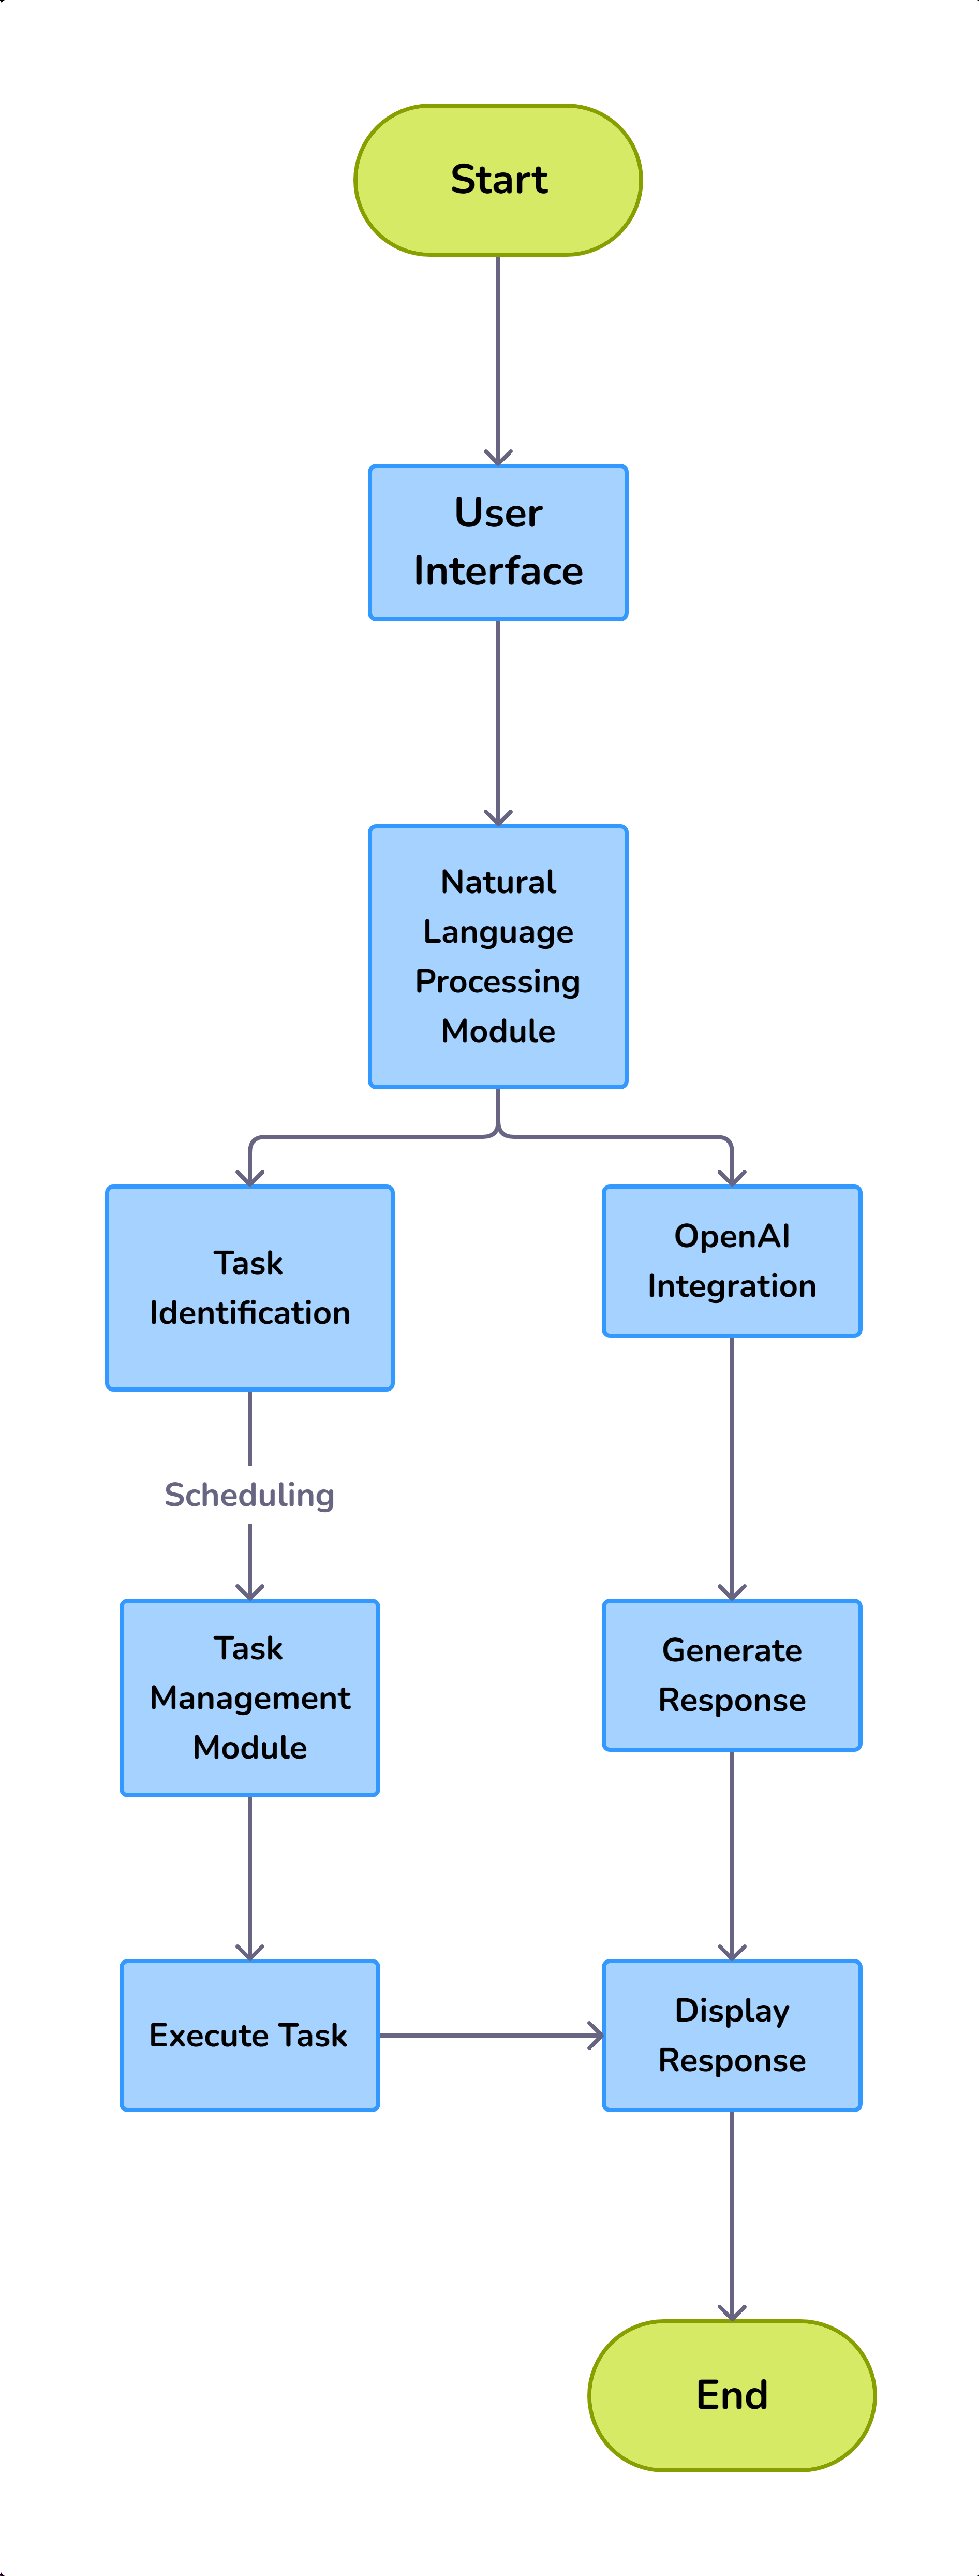 Start
User
Interface
Natural
Language
Processing
Module
Task
Identification
OpenAI
Integration
Scheduling
Task
Management
Module
Generate
Response
Execute Task
Display
Response
End